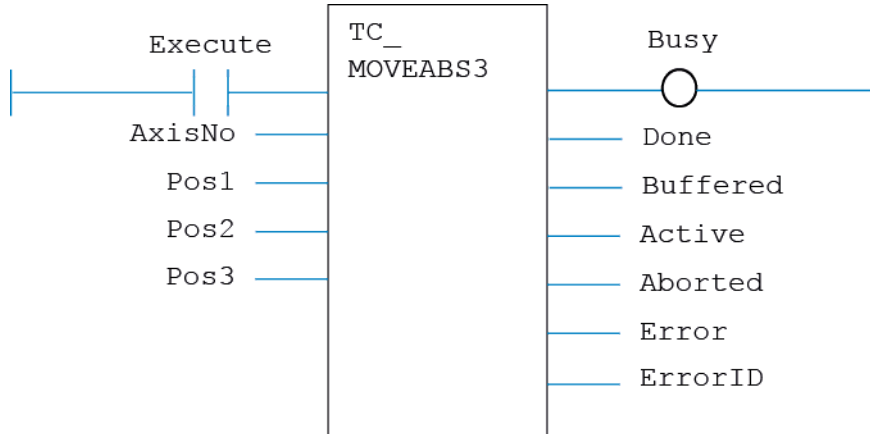 Execute
TC_
MOVEABS3
Busy
AxisNo
Done
Pos1
Buffered
Pos2
Active
Pos3
Aborted
Error
ErrorID